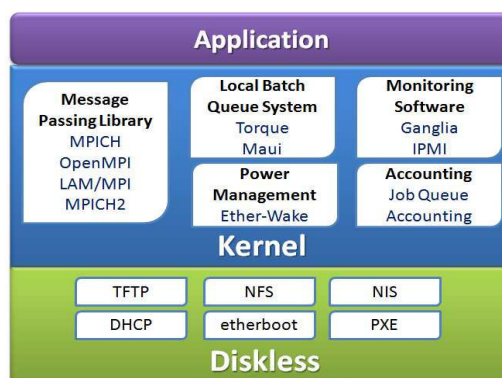 Application
Message
Passing Library
MPICH
OpenMPI
LAM/MPI
MPICH2
Local Batch
Queue System
Torque
Maui
Monitoring
Software
Ganglia
IPMI
Power
Management
Ether-Wake
Accounting
Job Queue
Accounting
Kernel
TFTP
NFS
NIS
DHCP
etherboot
PXE
Diskless